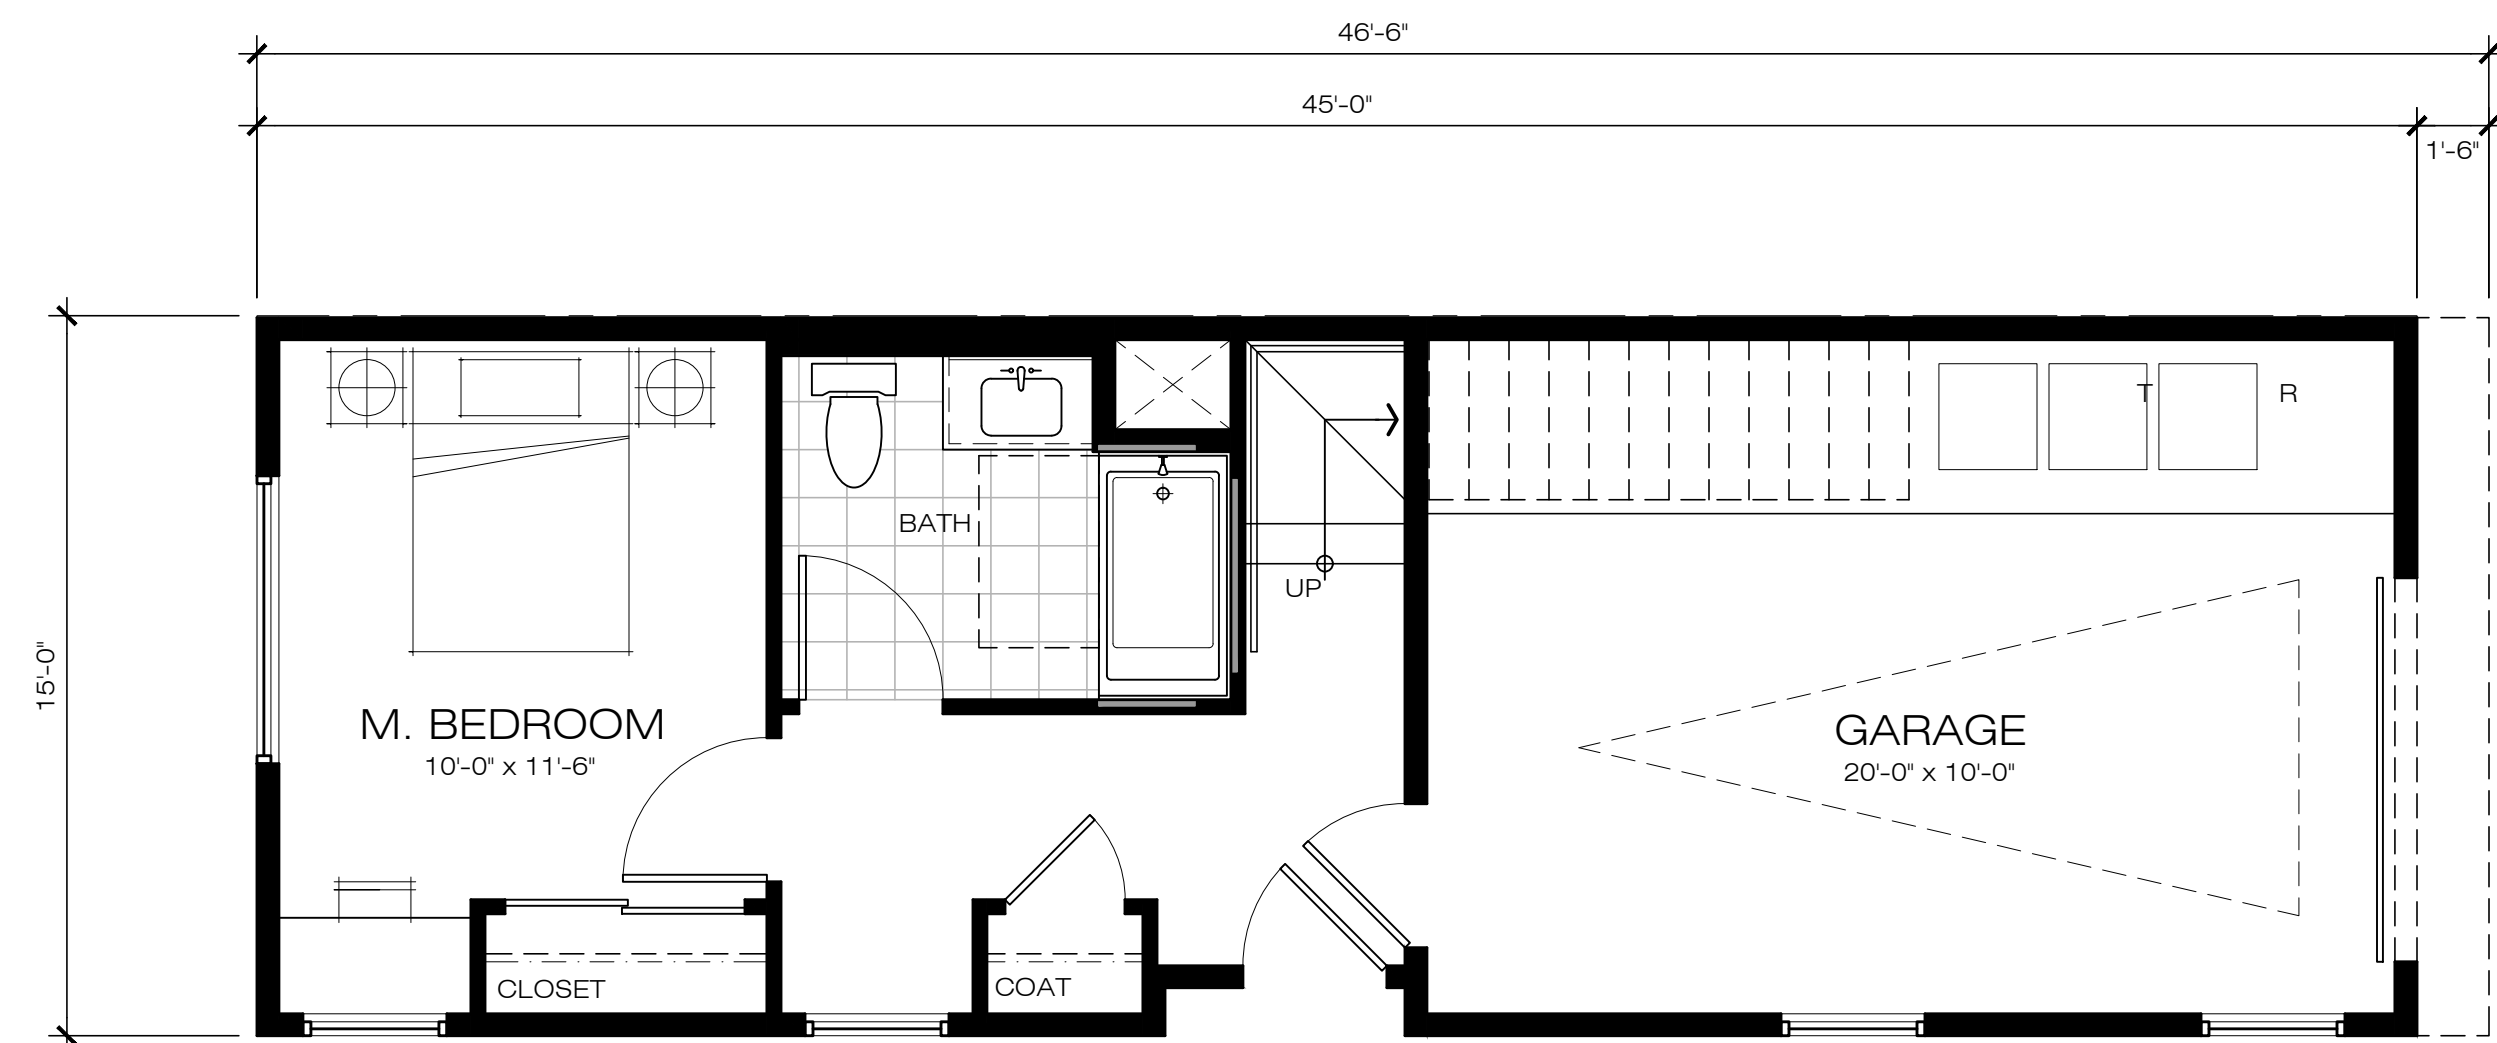 46'-6"
45'-0"
1'-6"
T
R
BATH
UP
15'-0"
M. BEDROOM
10'-0" x 11'-6"
GARAGE
20'-0" x 10'-0"
CLOSET
COAT